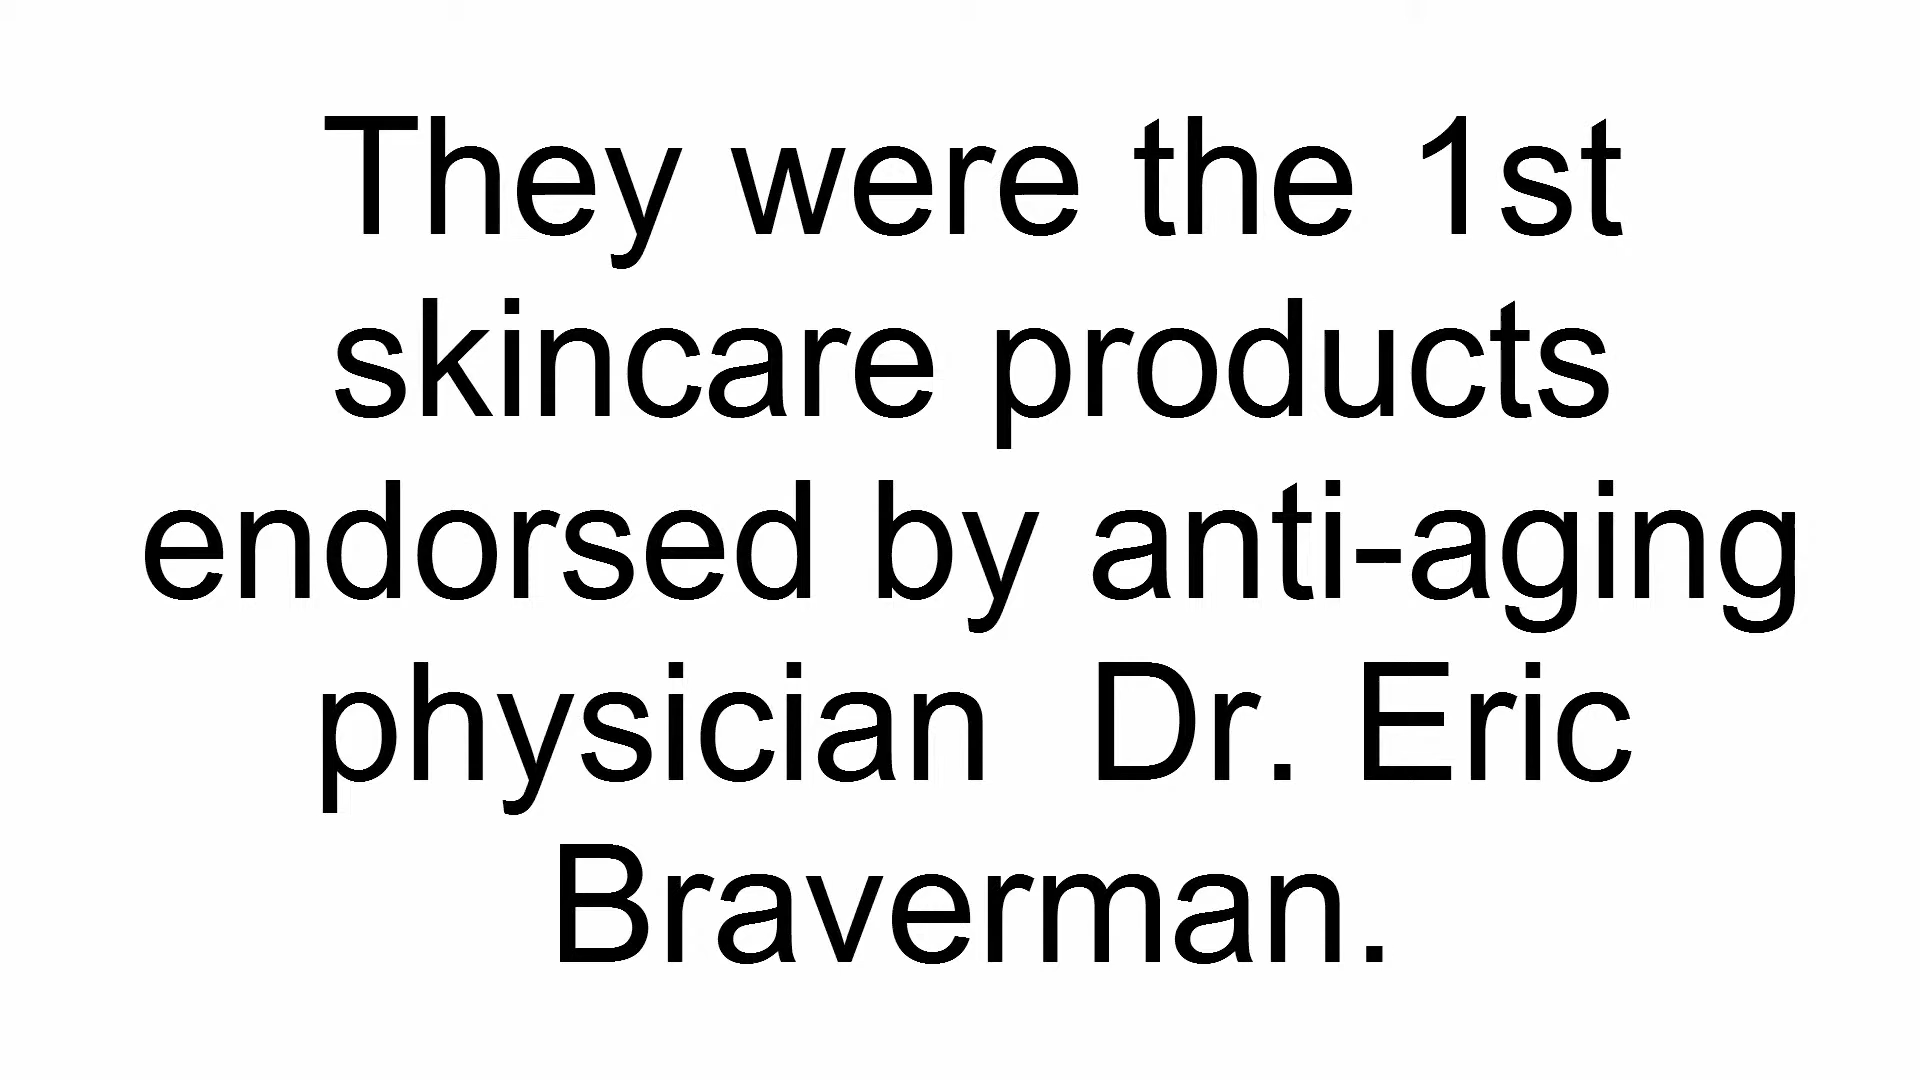 They were the 1st
skincare products
endorsed by anti-aging
physician  Dr. Eric
Braverman.